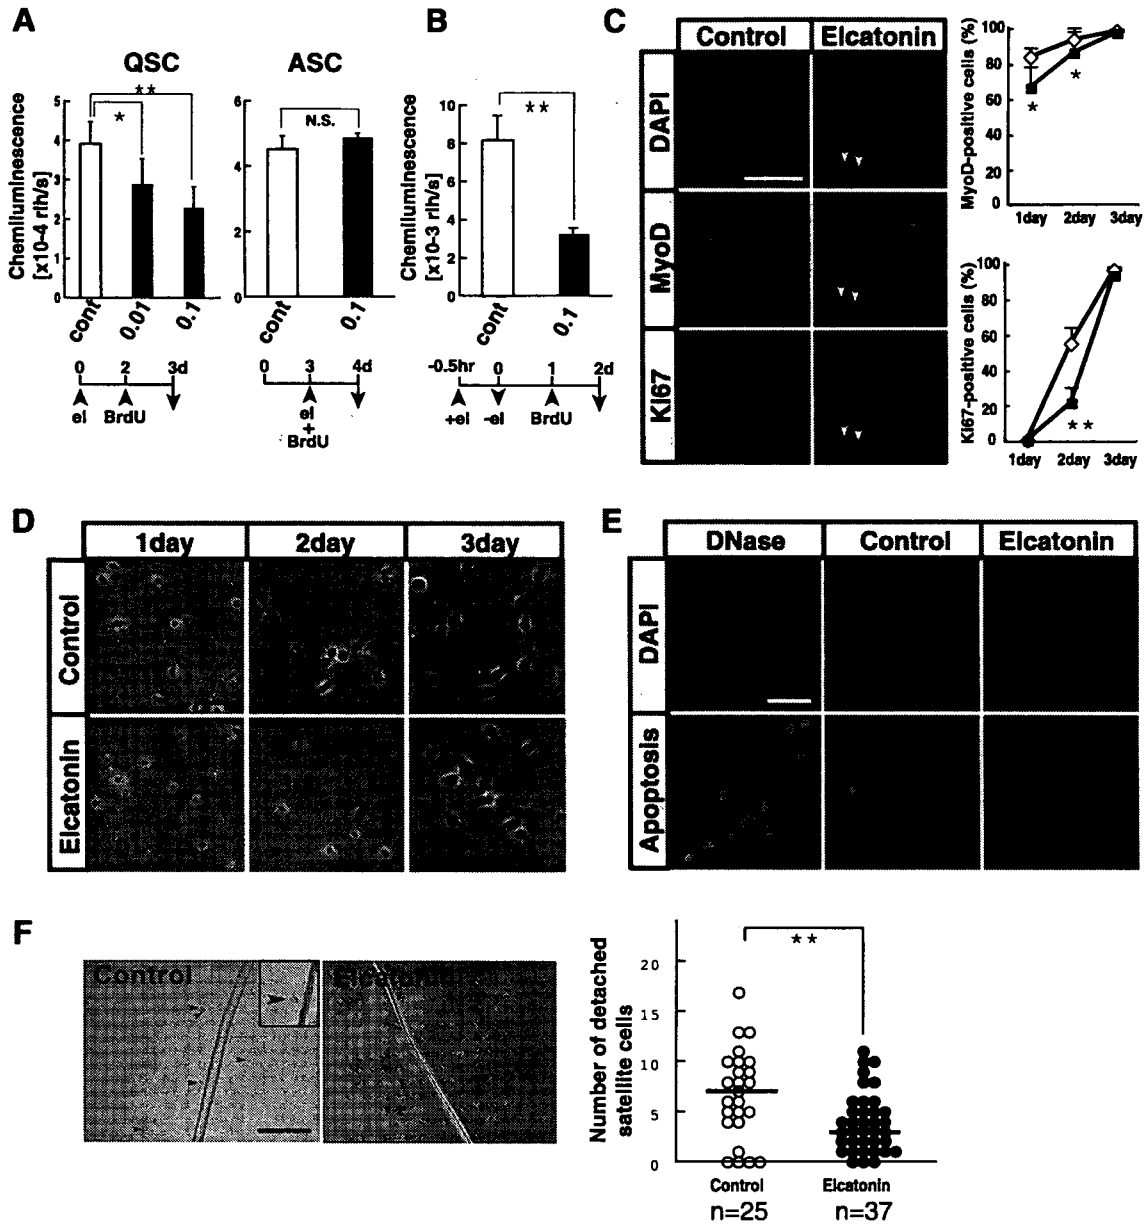 A
QSC
ASC
Chemiluminescence
[x10-4 rlh/s]
5
4
3
2
1
0
*
**
cont
0.01
0.1
0
2
3d
el
BrdU
6
4
2
0
N.S.
cont
0.1
0
3
4d
el
+
BrdU
B
Chemiluminescence
[x10-3 rlh/s]
10
8
6
4
2
0
**
cont
0.1
-0.5hr
0
1
2d
+el
-el
BrdU
C
Control
Elcatonin
DAPI
MyoD
Ki67
MyoD-positive cells (%)
100
80
60
40
20
0
*
*
1day
2day
3day
Ki67-positive cells (%)
100
80
60
40
20
0
**
1day
2day
3day
D
1day
2day
3day
Control
Elcatonin
E
DNase
Control
Elcatonin
DAPI
Apoptosis
F
Control
Elcatonin
Number of detached
satellite cells
20
15
10
5
0
**
Control
Elcatonin
n=25
n=37